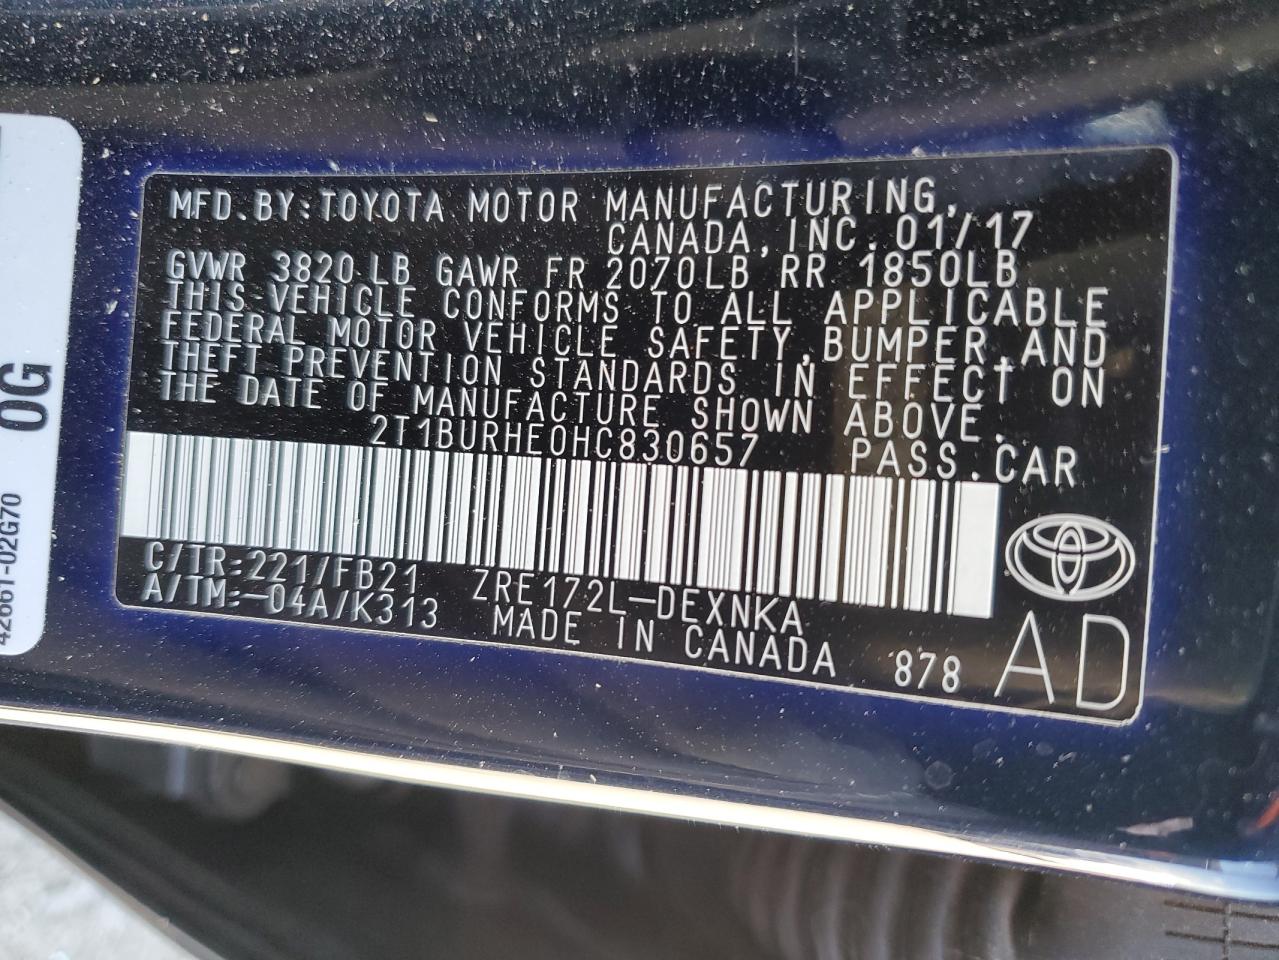 MFD.BY:TOYOTA MOTOR MANUFACTURING,
CANADA,INC.01/17
GVWR 3820LB GAWR FR 2070LB RR 1850LB
THIS VEHICLE CONFORMS TO ALL APPLICABLE
FEDERAL MOTOR VEHICLE SAFETY,BUMPER,AND
THEFT PREVENTION STANDARDS IN EFFECT ON
THE DATE OF MANUFACTURE SHOWN ABOVE.
2T1BURHE0HC830657 PASS.CAR
C/TR:221/FB21 ZRE172L-DEXNKA
A/TM:-04A/K313 MADE IN CANADA 878 AD
0G
42661-02G70